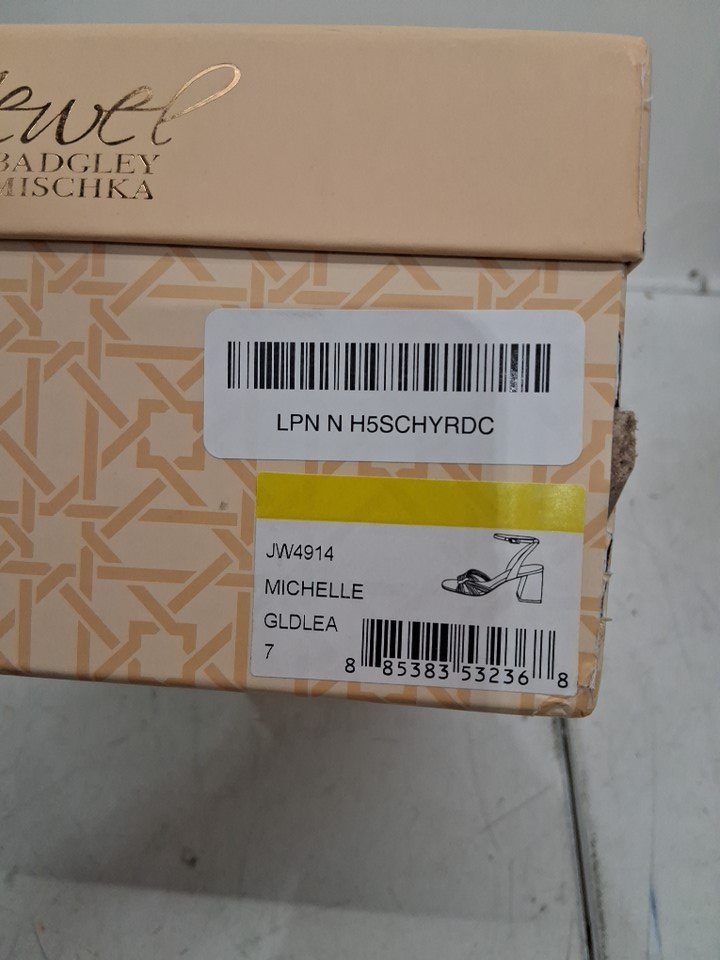 ewel
BADGLEY
MISCHKA
LPN N H5SCHYRDC
JW4914
MICHELLE
GLDLEA
7
8 85383 53236 8